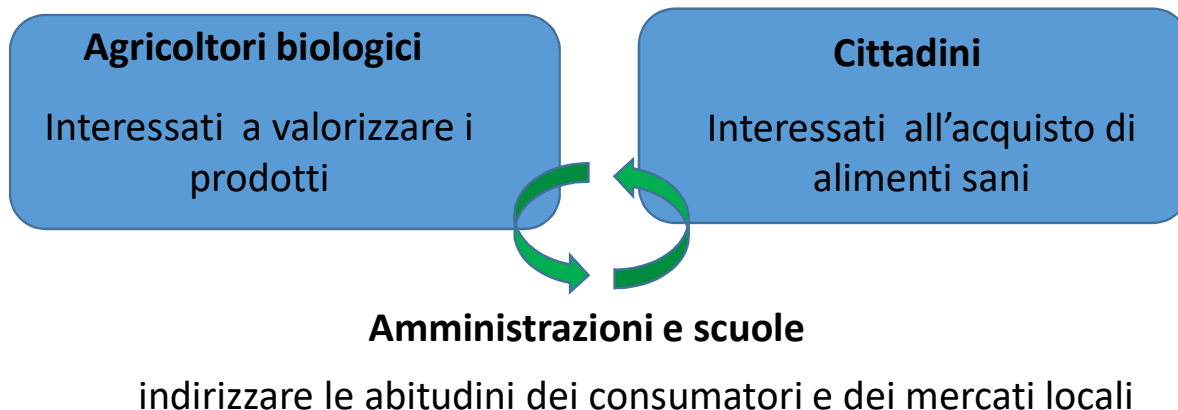 Agricoltori biologici
Interessati a valorizzare i
prodotti
Cittadini
Interessati all’acquisto di
alimenti sani
Amministrazioni e scuole
indirizzare le abitudini dei consumatori e dei mercati locali